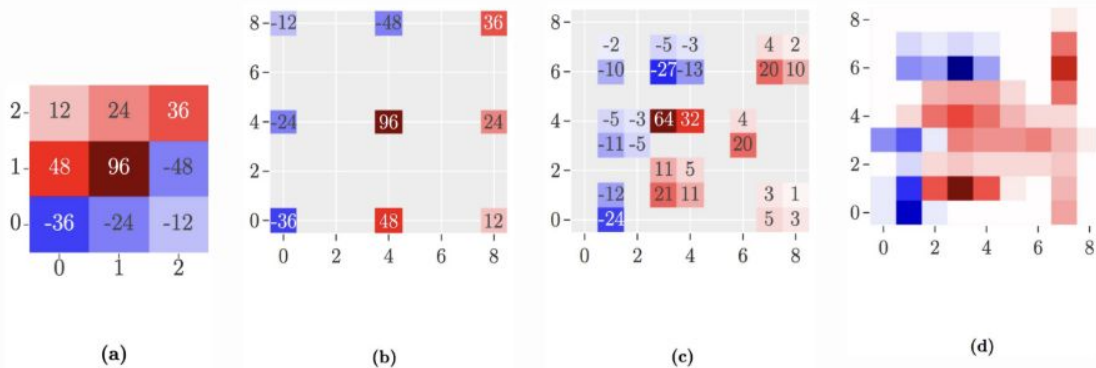 2 12 24 36
1 48 96 -48
0 -36 -24 -12
0 1 2
(a)
8 -12 -48 36
6
4 -24 96 24
2
0 -36 48 12
0 2 4 6 8
(b)
8
-2 -5 -3 4 2
6 -10 -27 -13 20 10
4 -5 -3 64 32 4
-11 -5 20
2 11 5
-12 21 11 3 1
0 -24 5 3
0 2 4 6 8
(c)
8
6
4
2
0
0 2 4 6 8
(d)